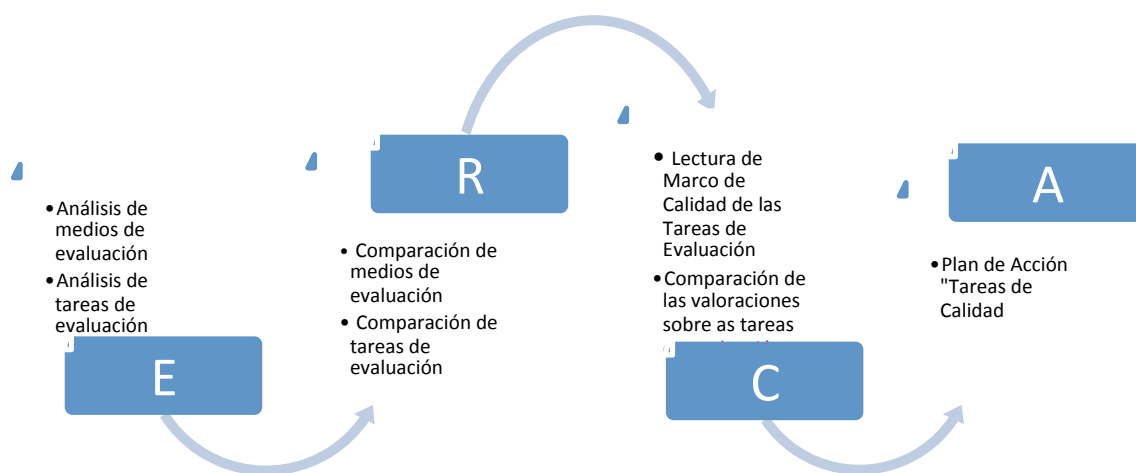 •Análisis de
medios de
evaluación
•Análisis de
tareas de
evaluación
E
R
• Comparación de
medios de
evaluación
• Comparación de
tareas de
evaluación
• Lectura de
Marco de
Calidad de las
Tareas de
Evaluación
•Comparación de
las valoraciones
sobre as tareas
C
A
•Plan de Acción
"Tareas de
Calidad